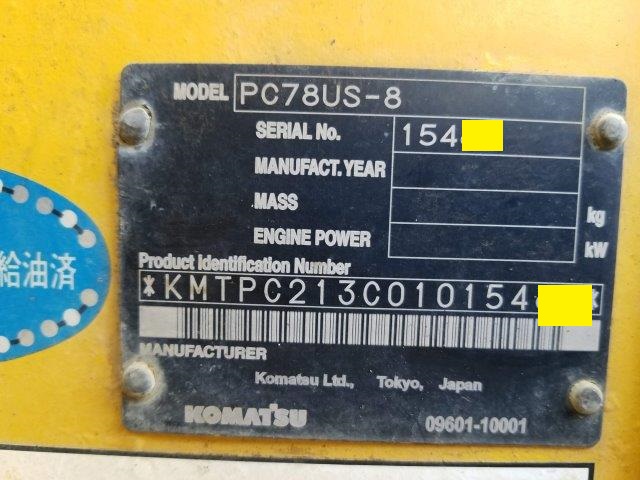 MODEL PC78US-8
SERIAL No. 154
MANUFACT. YEAR
MASS kg
ENGINE POWER kW
Product Identification Number
*KMTPC213C010154 *
給油済
MANUFACTURER
Komatsu Ltd., Tokyo, Japan
KOMATSU 09601-10001